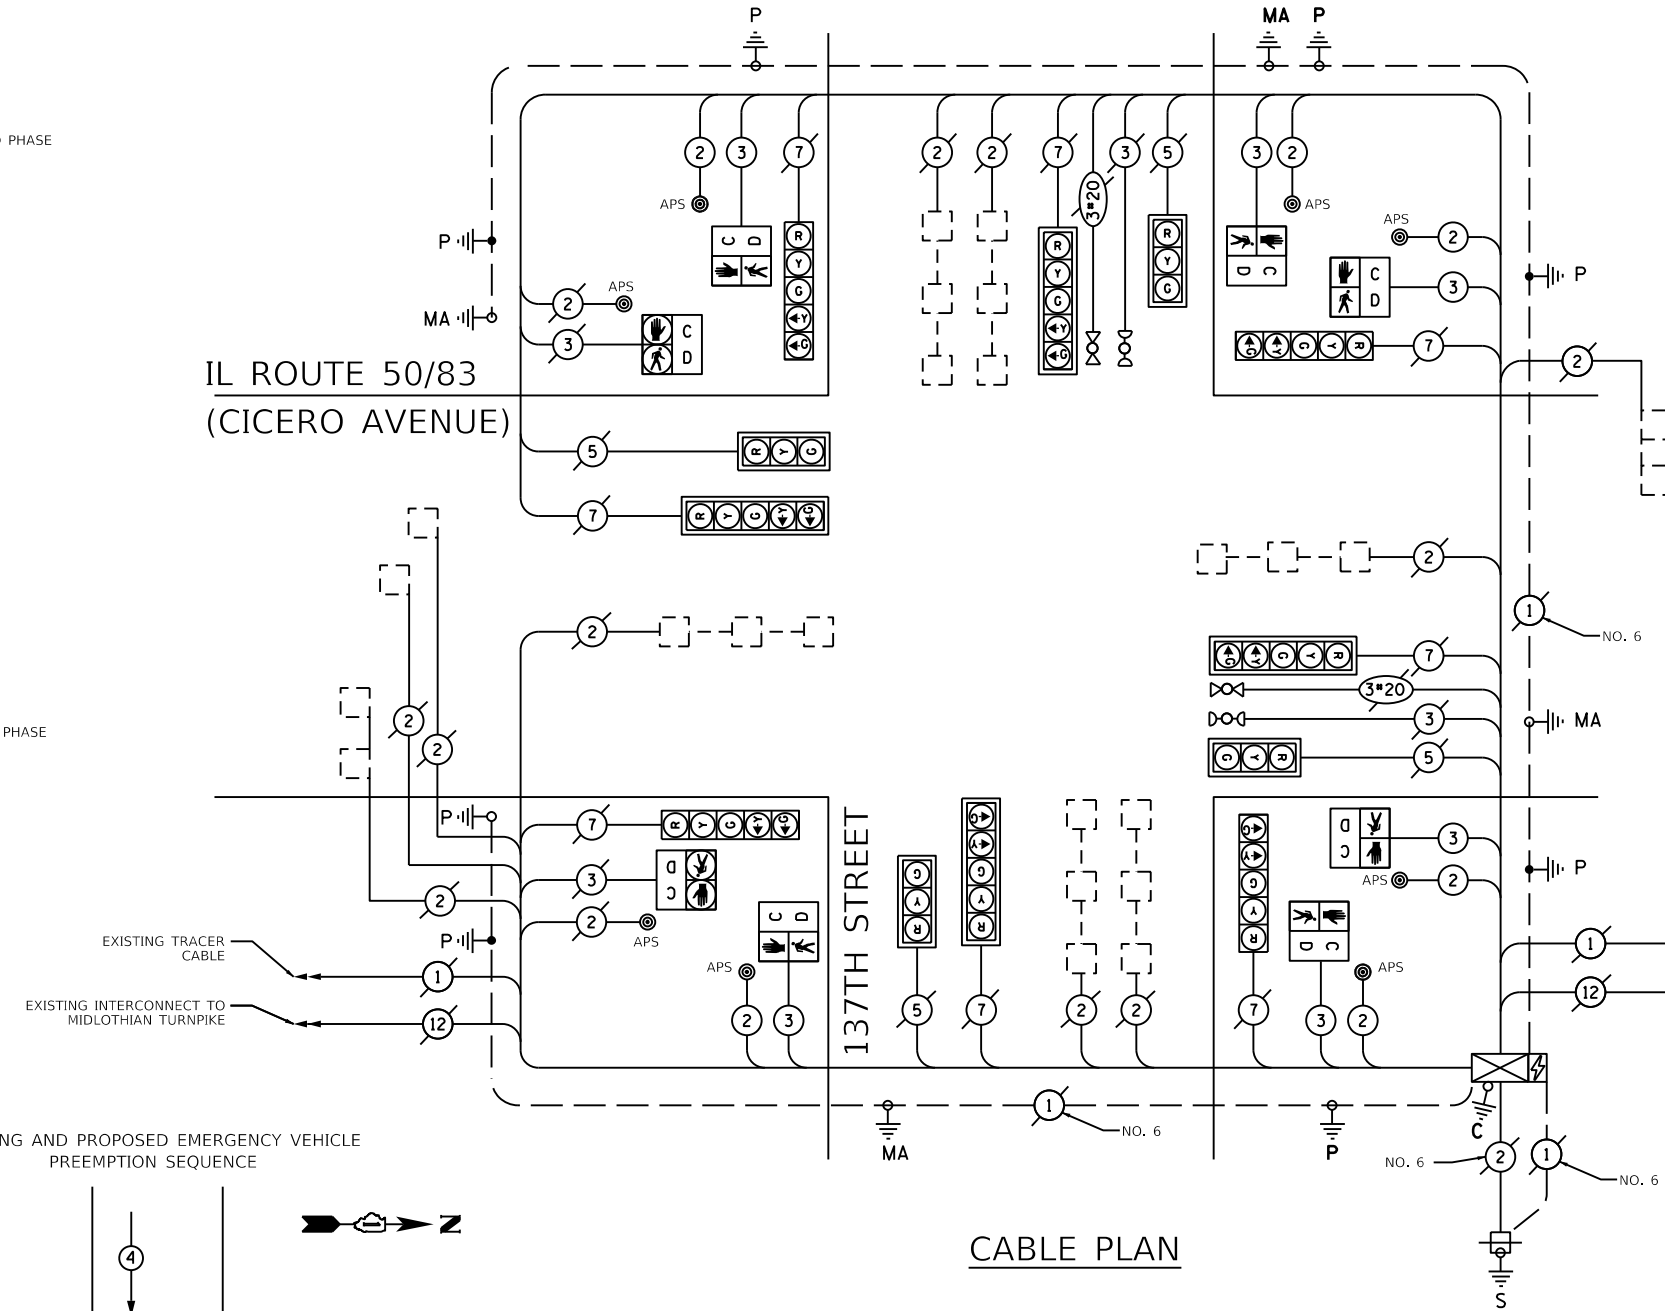 P
MA P
PHASE
2 3 7
2 2 7 3 5
3 2
3#20
APS
APS
APS
2
P
C D
R
Y
G
Y
G
R
Y
G
Y
G
R
Y
G
D C
C
D
3
P
APS
2
MA
3
C
D
G Y G Y R
7
2
IL ROUTE 50/83
(CICERO AVENUE)
5
R Y G
7
R Y G Y G
2
1
NO. 6
2
G Y G Y R
7
3#20
3
G Y R
5
MA
2
2
PHASE
P
7
R Y G Y G
3
D
C
2
APS
2
P
137TH STREET
G
Y
R
G
Y
G
Y
R
G
Y
G
Y
R
D
C
3
APS
2
P
C D
D C
EXISTING TRACER
CABLE
1
APS
APS
1
EXISTING INTERCONNECT TO
MIDLOTHIAN TURNPIKE
12
2 3
5 7 2 2
7 3 2
12
1
NO. 6
MA
P
C
NO. 6
2
1
NO. 6
NG AND PROPOSED EMERGENCY VEHICLE
PREEMPTION SEQUENCE
N
4
CABLE PLAN
S